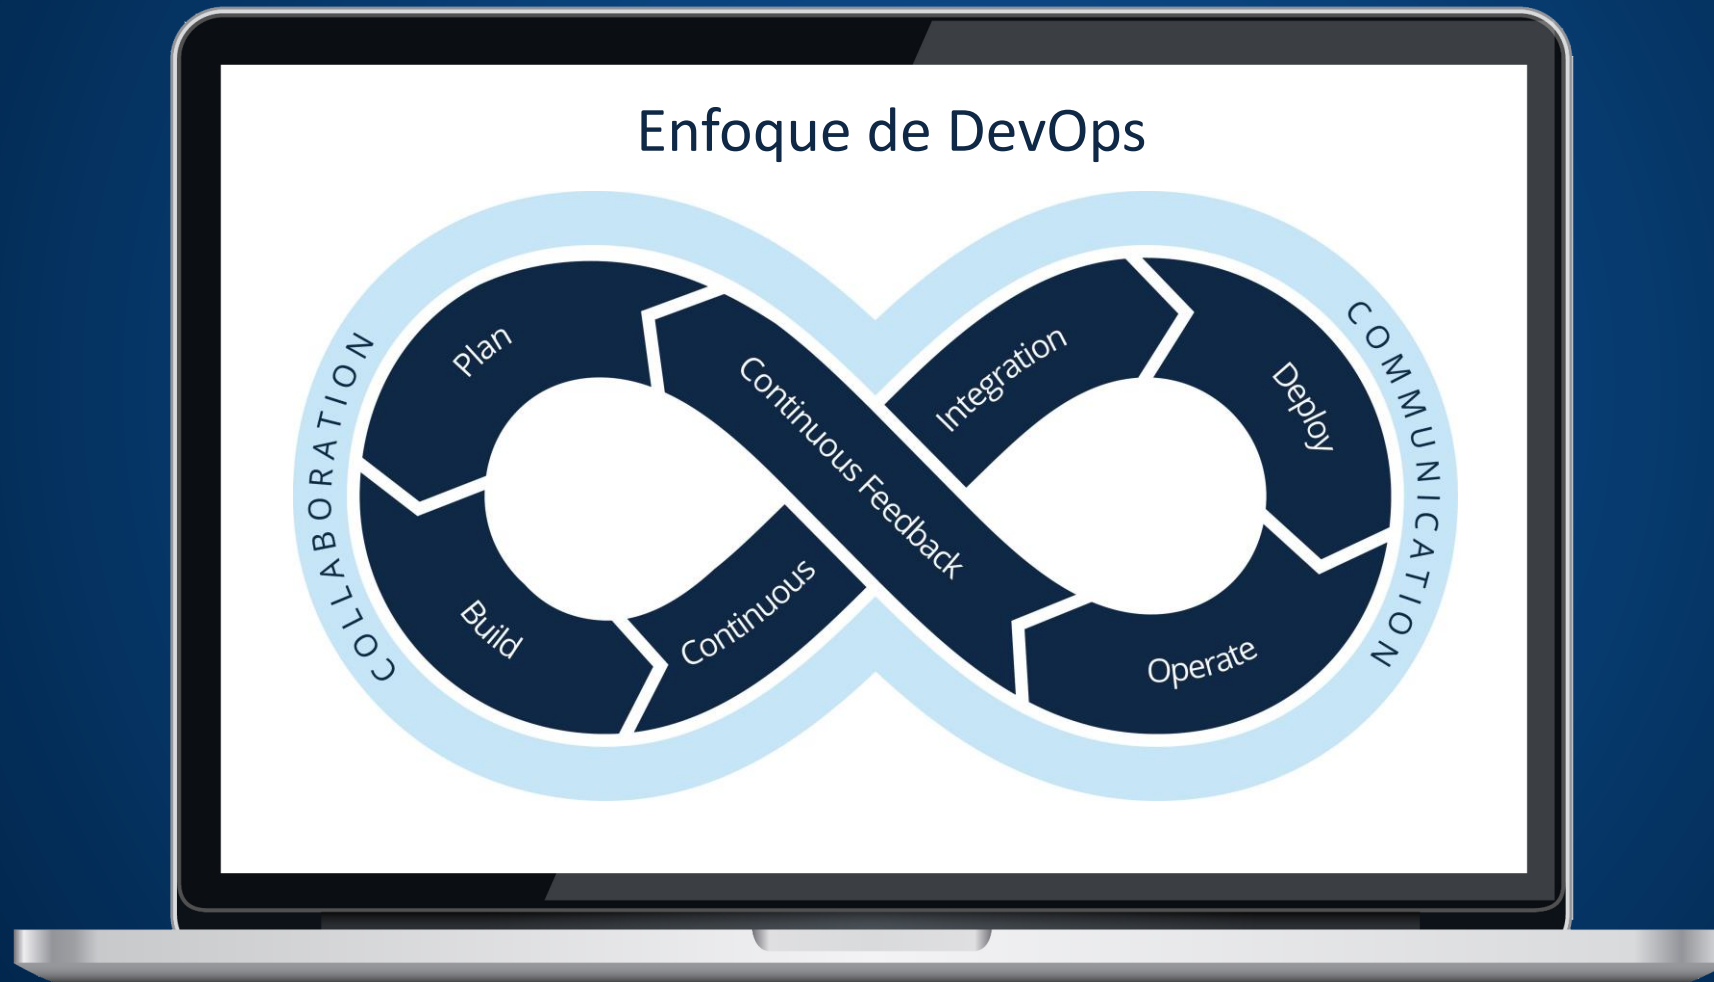 Enfoque de DevOps
COLLABORATION
Plan
Build
Continuous
Integration
Deploy
Operate
Continuous Feedback
COMMUNICATION